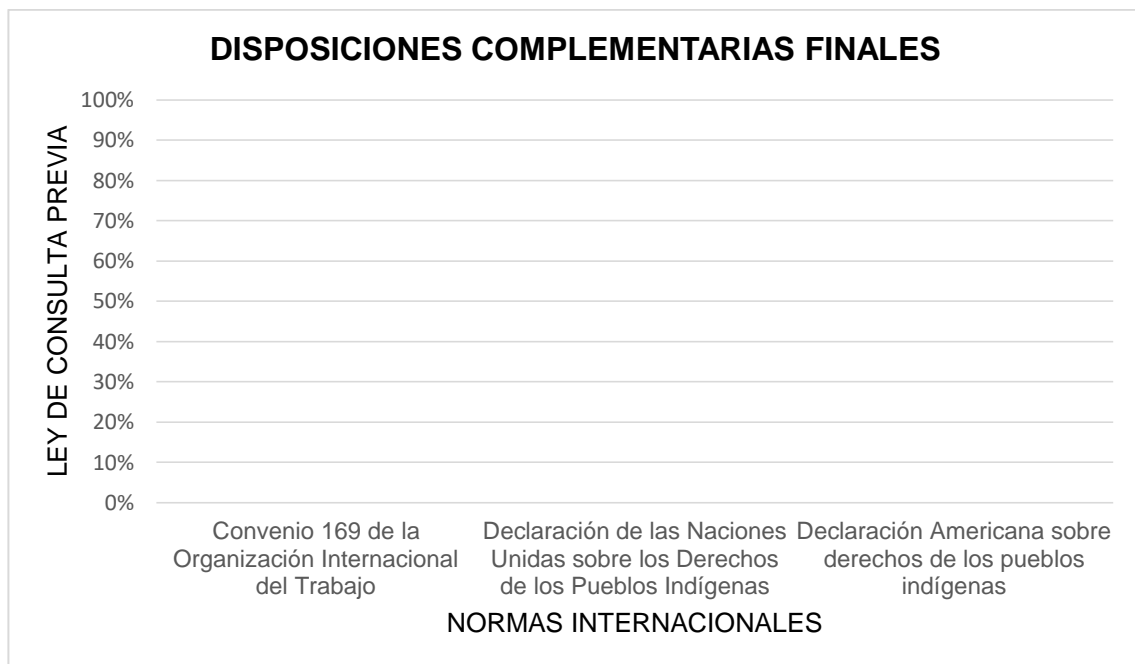 DISPOSICIONES COMPLEMENTARIAS FINALES
LEY DE CONSULTA PREVIA
100%
90%
80%
70%
60%
50%
40%
30%
20%
10%
0%
Convenio 169 de la
Organización Internacional
del Trabajo
Declaración de las Naciones
Unidas sobre los Derechos
de los Pueblos Indígenas
Declaración Americana sobre
derechos de los pueblos
indígenas
NORMAS INTERNACIONALES